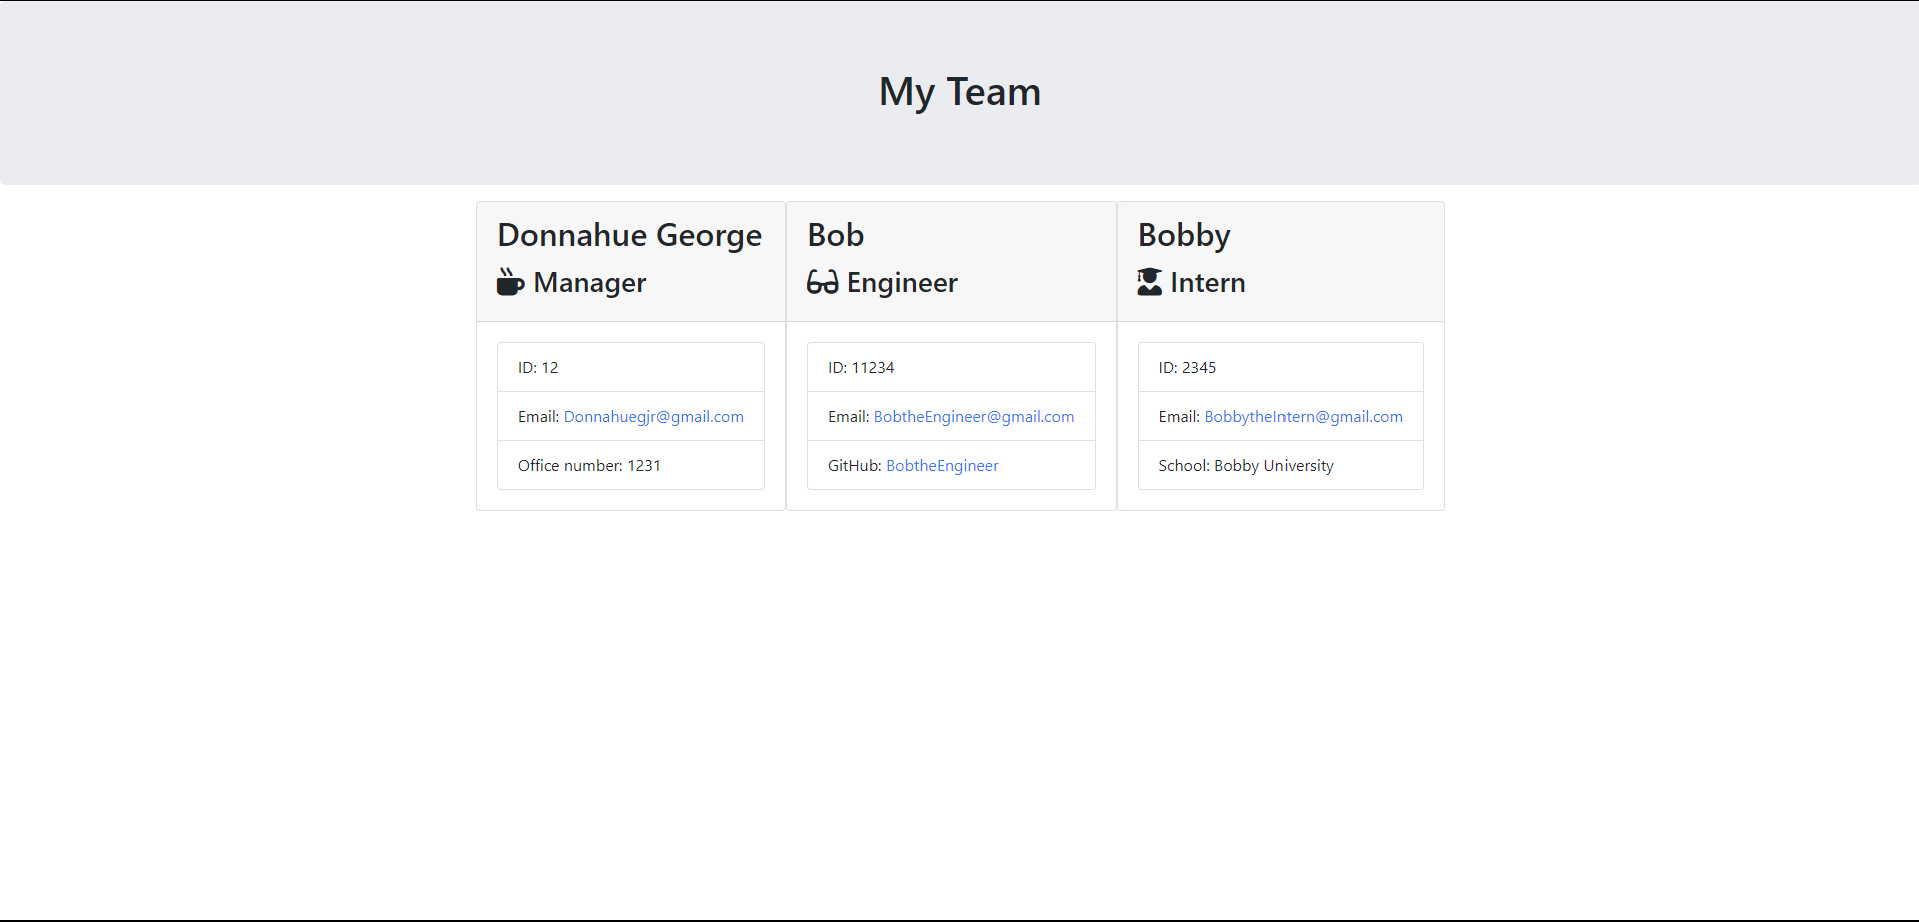 My Team
Donnahue George
Manager
ID: 12
Email: Donnahuegjr@gmail.com
Office number: 1231
Bob
Engineer
ID: 11234
Email: BobtheEngineer@gmail.com
GitHub: BobtheEngineer
Bobby
Intern
ID: 2345
Email: BobbytheIntern@gmail.com
School: Bobby University